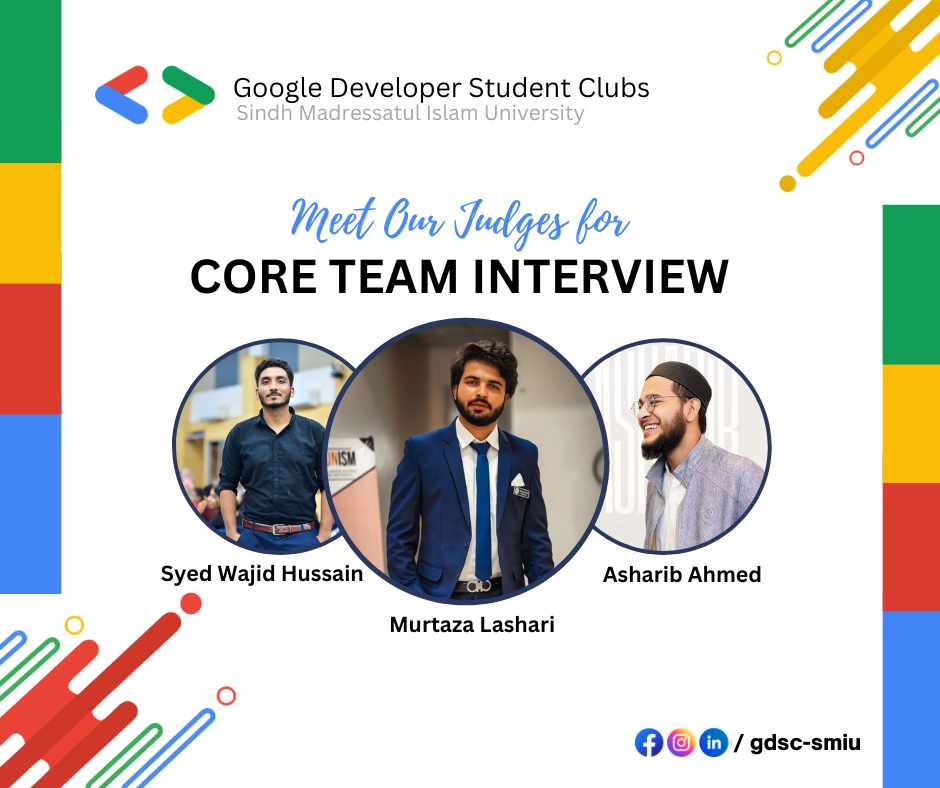 Google Developer Student Clubs
Sindh Madressatul Islam University
Meet Our Judges for
CORE TEAM INTERVIEW
UNISM
Syed Wajid Hussain
Asharib Ahmed
Murtaza Lashari
/ gdsc-smiu